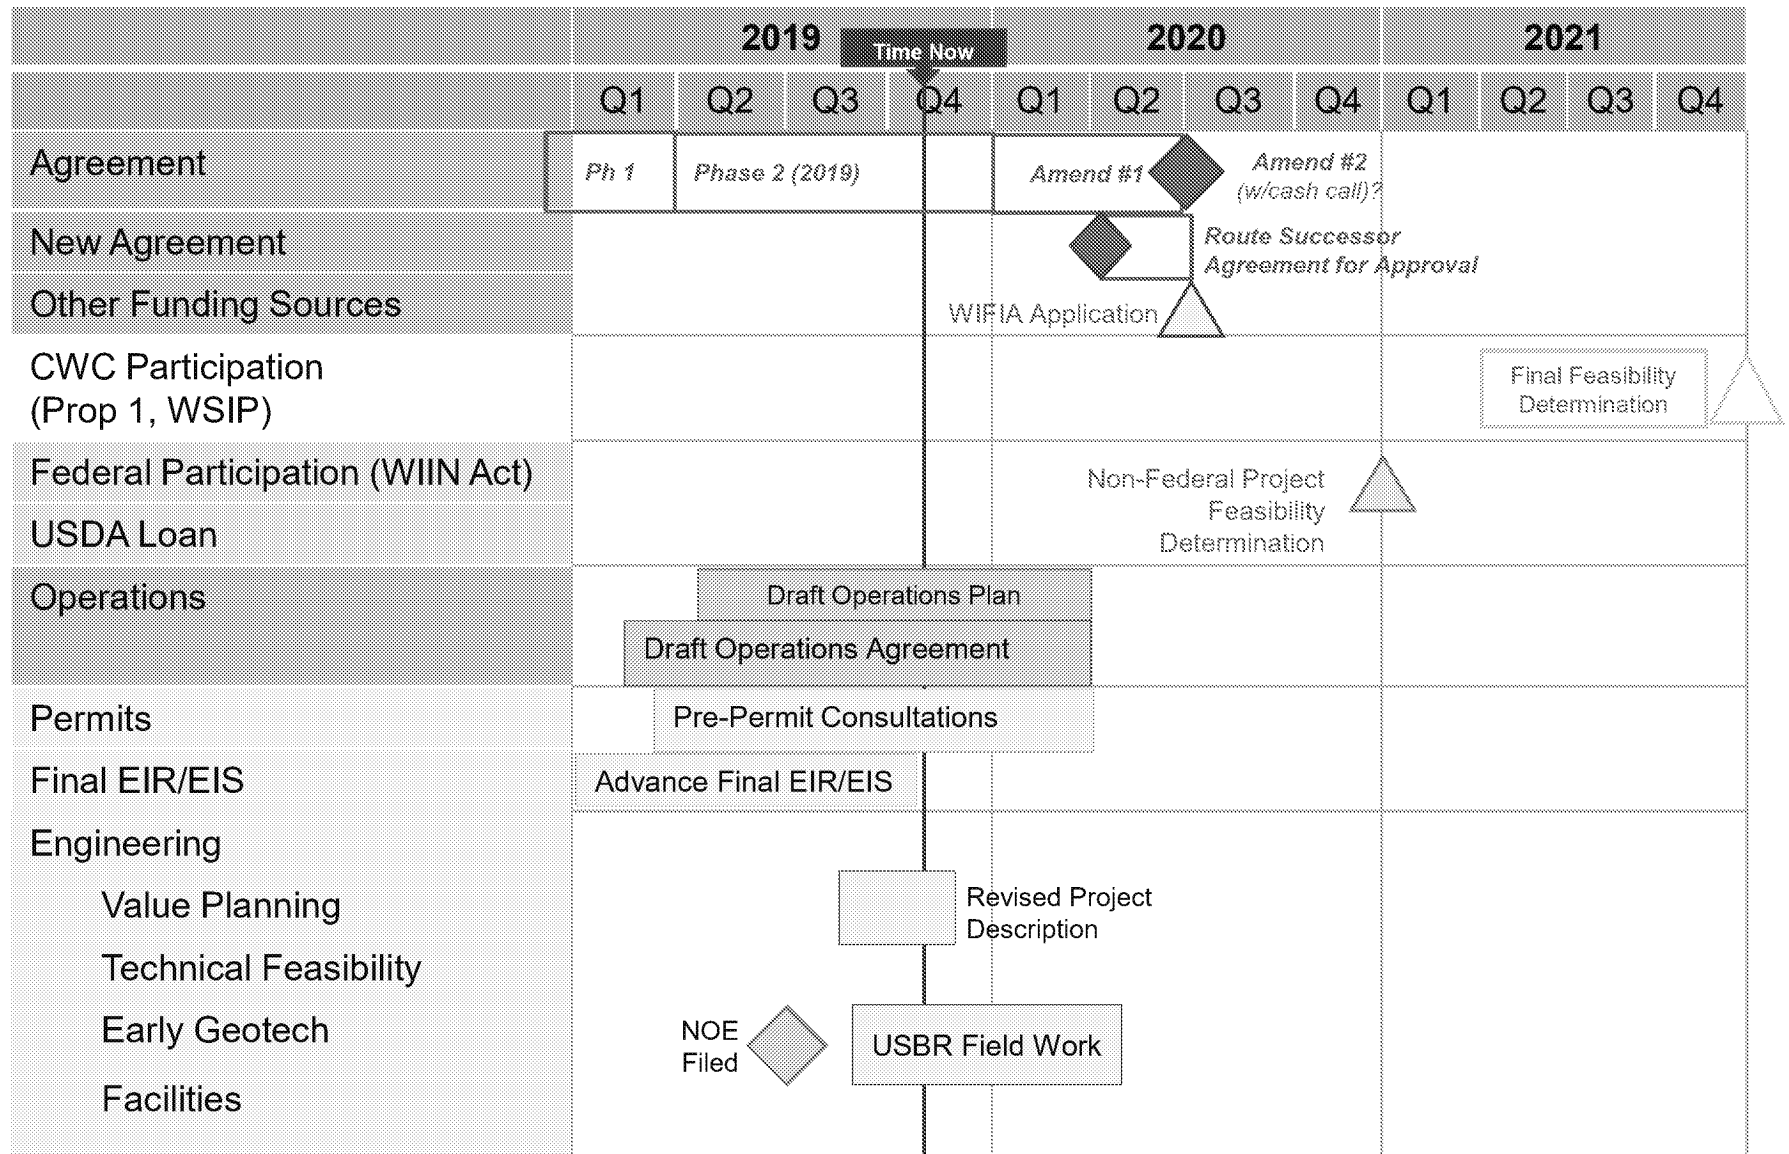 2019 2020 2021
Time Now
Q1 Q2 Q3 Q4 Q1 Q2 Q3 Q4 Q1 Q2 Q3 Q4
Agreement
Ph 1
Phase 2 (2019)
Amend #1
Amend #2
(w/cash call)?
New Agreement
Route Successor
Agreement for Approval
Other Funding Sources
WIFIA Application
CWC Participation
(Prop 1, WSIP)
Final Feasibility
Determination
Federal Participation (WIIN Act)
Non-Federal Project
Feasibility
Determination
USDA Loan
Operations
Draft Operations Plan
Draft Operations Agreement
Permits
Pre-Permit Consultations
Final EIR/EIS
Advance Final EIR/EIS
Engineering
Value Planning
Revised Project
Description
Technical Feasibility
Early Geotech
NOE
Filed
USBR Field Work
Facilities